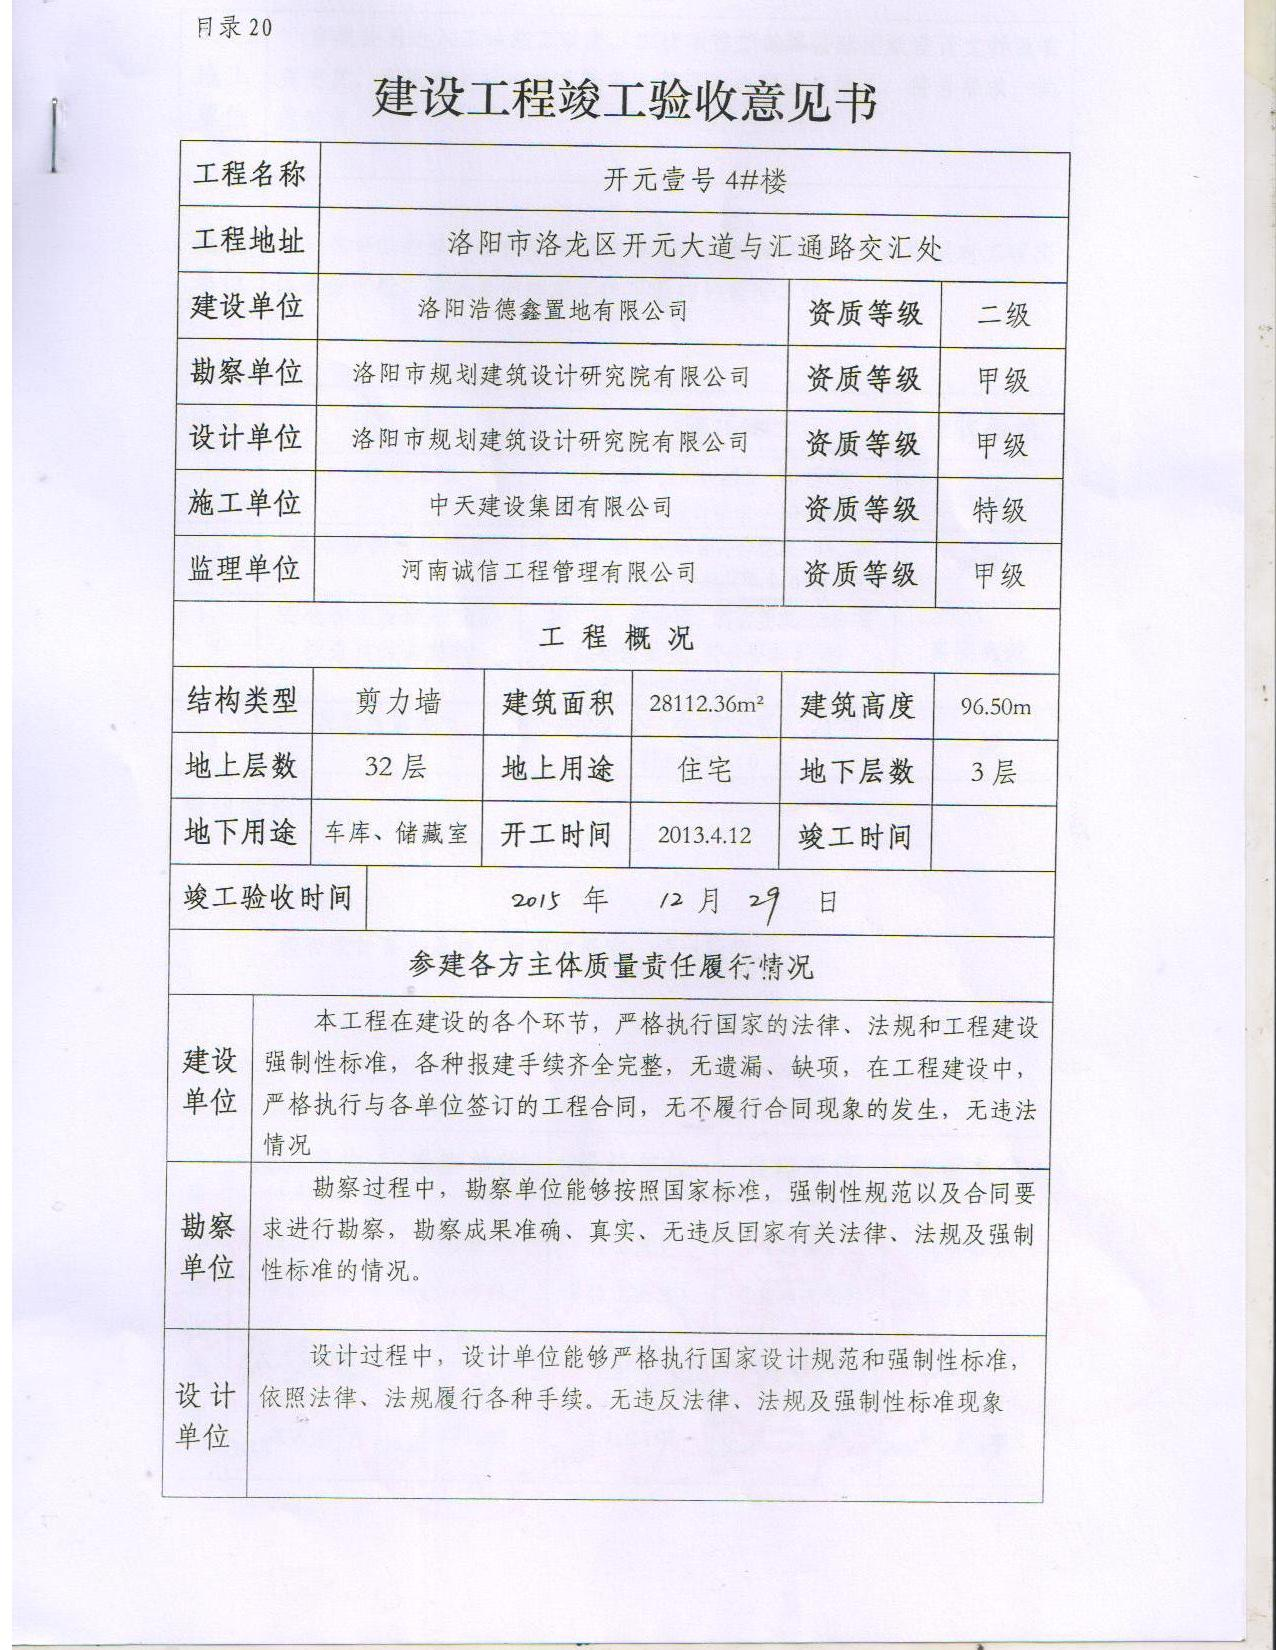 目录 20
建设工程竣工验收意见书
工程名称 开元壹号 4#楼
工程地址 洛阳市洛龙区开元大道与汇通路交汇处
建设单位 洛阳浩德鑫置地有限公司 资质等级 二级
勘察单位 洛阳市规划建筑设计研究院有限公司 资质等级 甲级
设计单位 洛阳市规划建筑设计研究院有限公司 资质等级 甲级
施工单位 中天建设集团有限公司 资质等级 特级
监理单位 河南诚信工程管理有限公司 资质等级 甲级
工 程 概 况
结构类型 剪力墙 建筑面积 28112.36m² 建筑高度 96.50m
地上层数 32 层 地上用途 住宅 地下层数 3 层
地下用途 车库、储藏室 开工时间 2013.4.12 竣工时间
竣工验收时间 2015 年 12 月 29 日
参建各方主体质量责任履行情况
建设
单位
本工程在建设的各个环节，严格执行国家的法律、法规和工程建设
强制性标准，各种报建手续齐全完整，无遗漏、缺项，在工程建设中，
严格执行与各单位签订的工程合同，无不履行合同现象的发生，无违法
情况
勘察
单位
勘察过程中，勘察单位能够按照国家标准，强制性规范以及合同要
求进行勘察，勘察成果准确、真实、无违反国家有关法律、法规及强制
性标准的情况。
设计
单位
设计过程中，设计单位能够严格执行国家设计规范和强制性标准，
依照法律、法规履行各种手续。无违反法律、法规及强制性标准现象